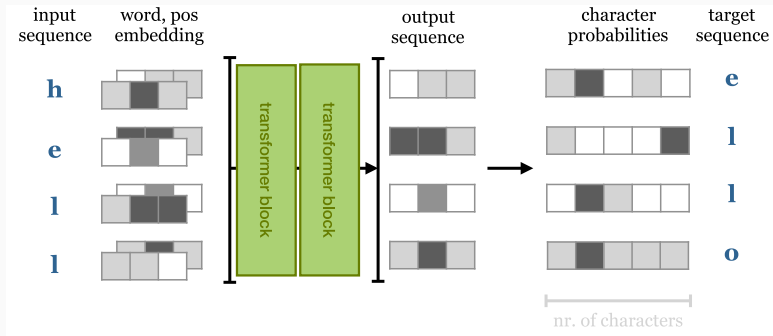 input
sequence
word, pos
embedding
output
sequence
character
probabilities
target
sequence
h
e
l
l
transformer block
transformer block
e
l
l
o
nr. of characters